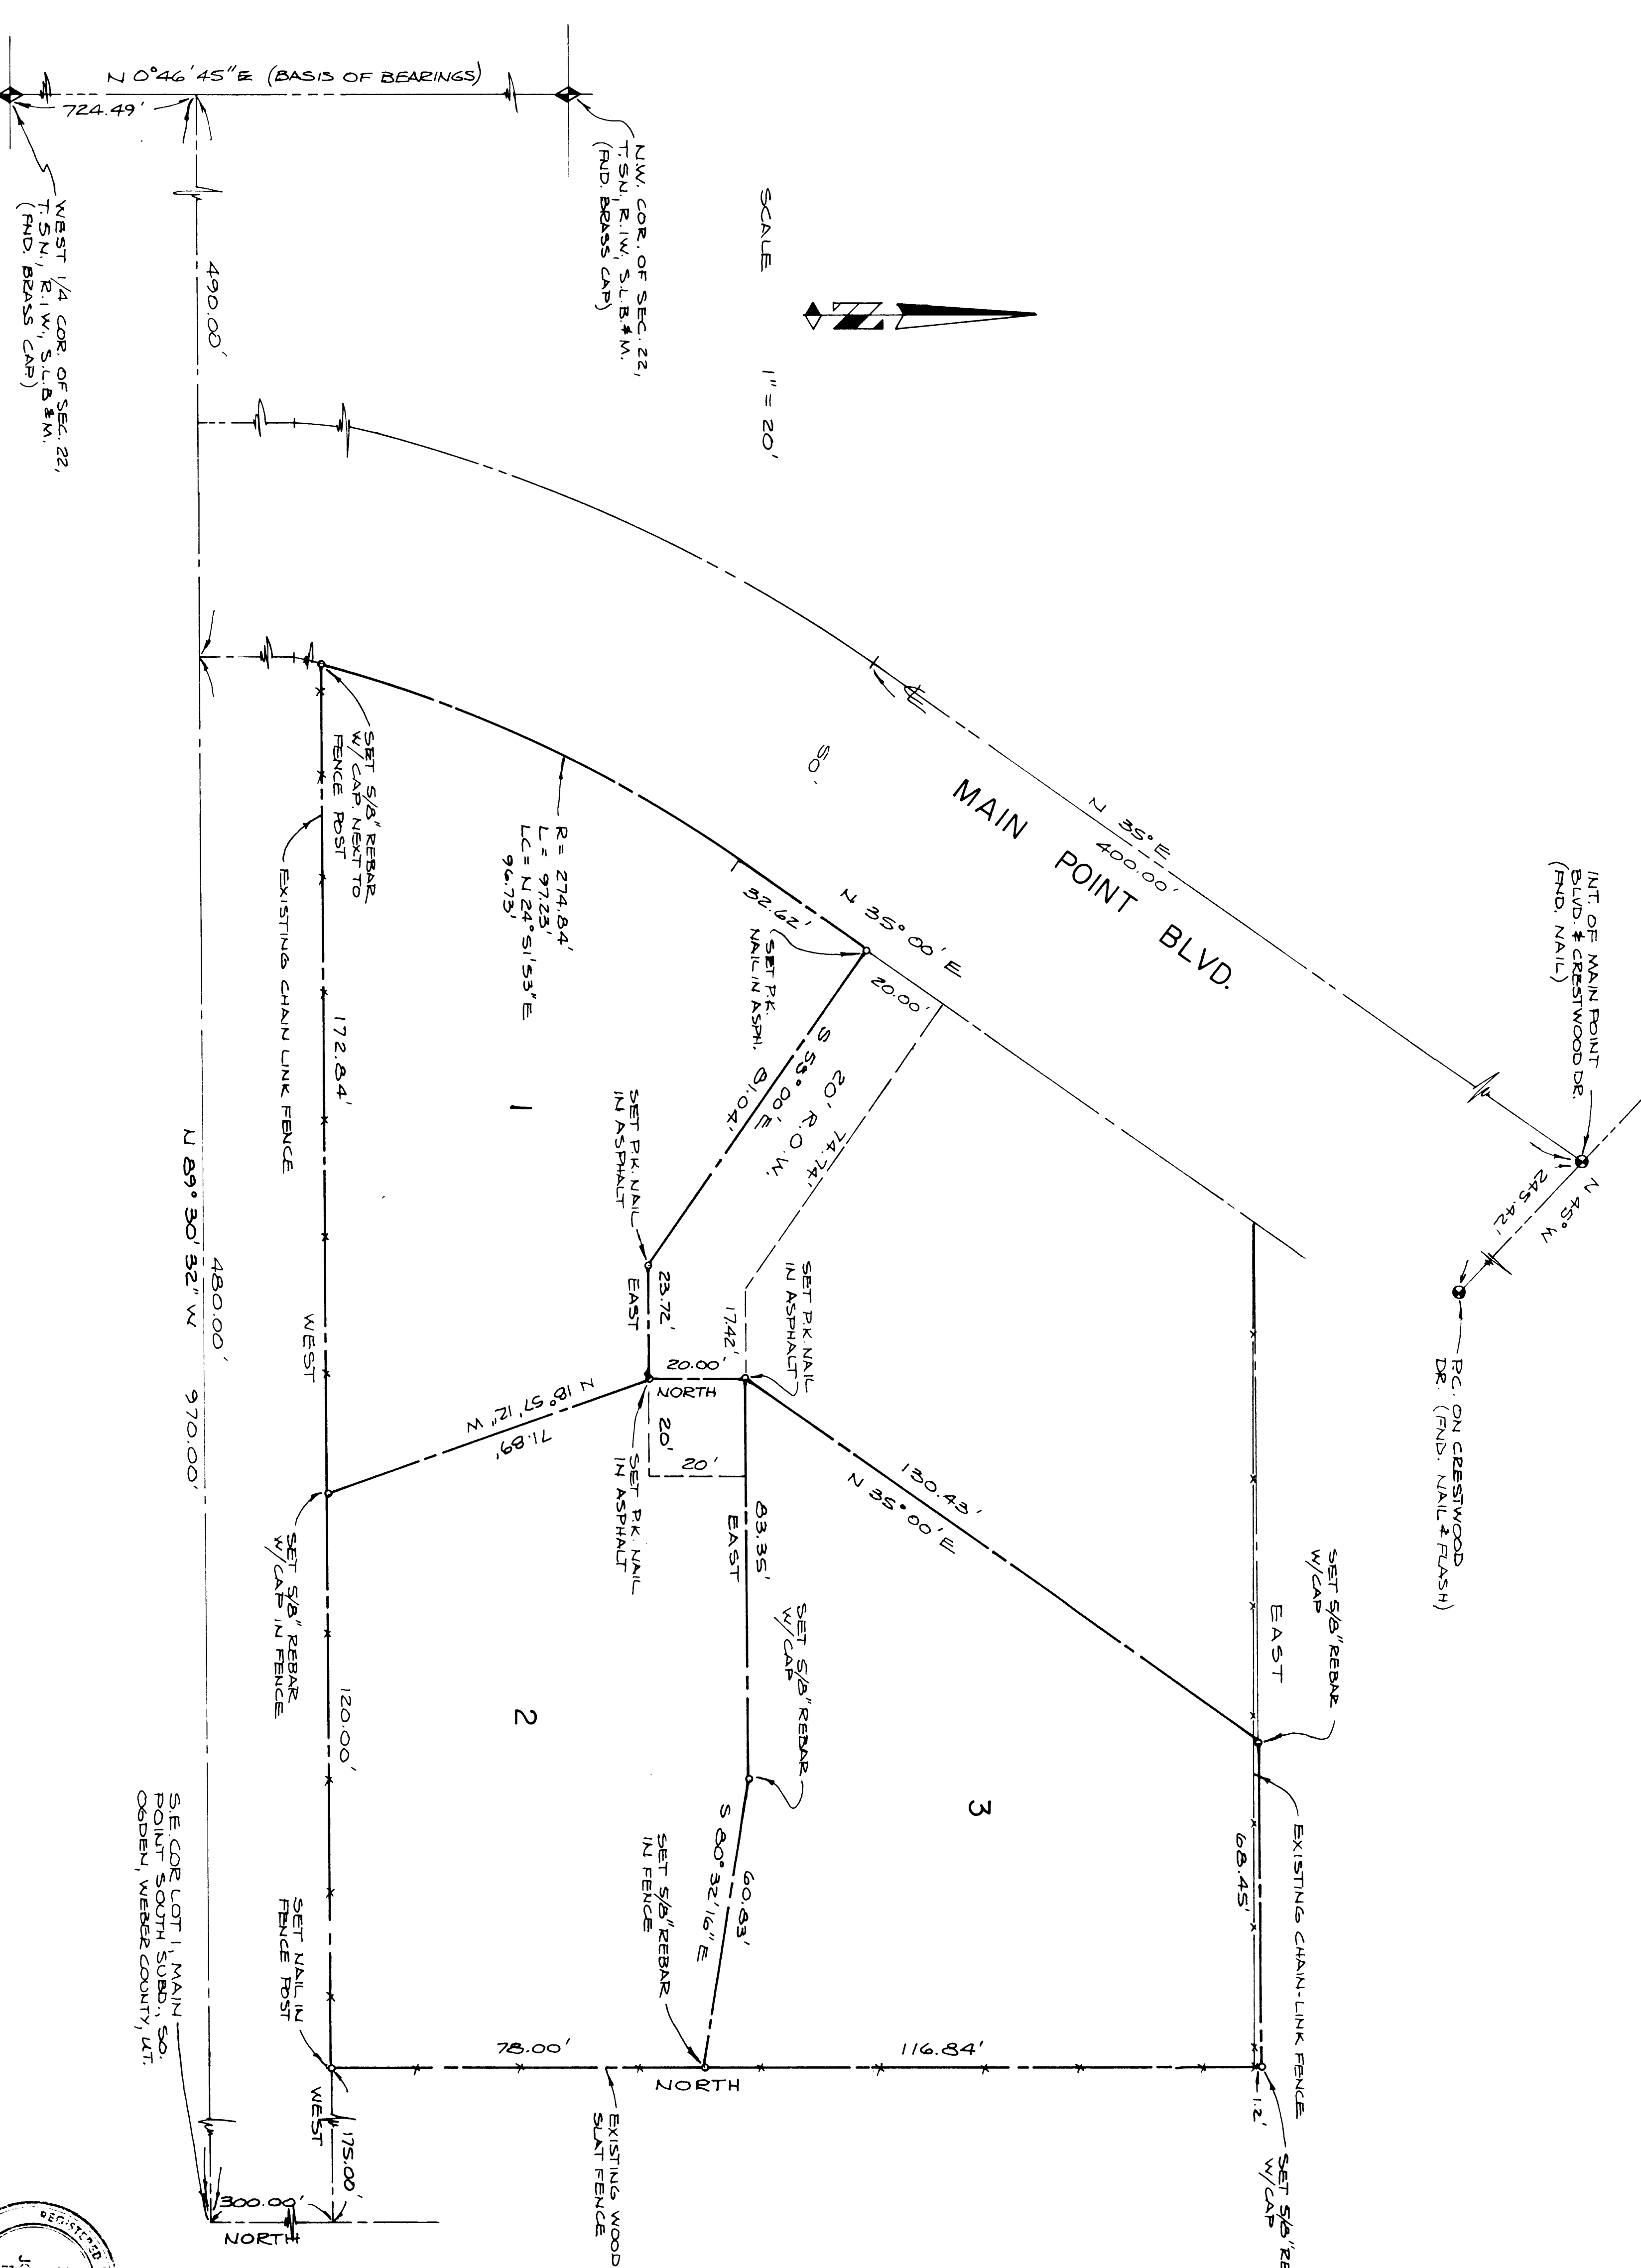 N 0°46'45"E (BASIS OF BEARINGS)
724.49'
N.W. COR. OF SEC. 22,
T. 5N., R. 1W., S.L.B. & M.
(FND. BRASS CAP)
WEST 1/4 COR. OF SEC. 22,
T. 5N., R. 1W., S.L.B. & M.
(FND. BRASS CAP)
SCALE 1" = 20'
490.00'
INT. OF MAIN POINT
BLVD. & CRESTWOOD DR.
(FND. NAIL)
N 45° W
245.42'
P.C. ON CRESTWOOD
DR. (FND. NAIL & FLASH)
N 35° E
400.00'
MAIN POINT BLVD.
SO.
N 35° 00' E
32.62'
20.00'
SET P.K.
NAIL IN ASPH.
R = 274.84'
L = 97.23'
LC = N 24° 51' 53" E
96.73'
SET 5/8" REBAR
W/CAP. NEXT TO
FENCE POST
EXISTING CHAIN LINK FENCE
172.84'
WEST
1
S 55° 00' E
81.04'
20' R.O.W.
74.74'
SET P.K. NAIL
IN ASPHALT
23.72'
EAST
SET P.K. NAIL
IN ASPHALT
17.42'
20.00'
NORTH
20'
20'
SET P.K. NAIL
IN ASPHALT
N 18° 57' 12" W
71.89'
83.35'
EAST
130.43'
N 35° 00' E
SET 5/8" REBAR
W/CAP
SET 5/8" REBAR
W/CAP
EAST
68.45'
EXISTING CHAIN-LINK FENCE
SET 5/8" REBAR
W/CAP IN FENCE
120.00'
2
3
60.83'
S 80° 32' 16" E
SET 5/8" REBAR
IN FENCE
N 89° 30' 32" W 970.00'
480.00'
SET NAIL IN
FENCE POST
78.00'
NORTH
116.84'
1.2'
SET 5/8" RE
W/CAP
EXISTING WOOD
SLAT FENCE
WEST
175.00'
300.00'
NORTH
S.E. COR LOT 1, MAIN
POINT SOUTH SUBD., SO.
OGDEN, WEBER COUNTY, UT.
REGISTERED